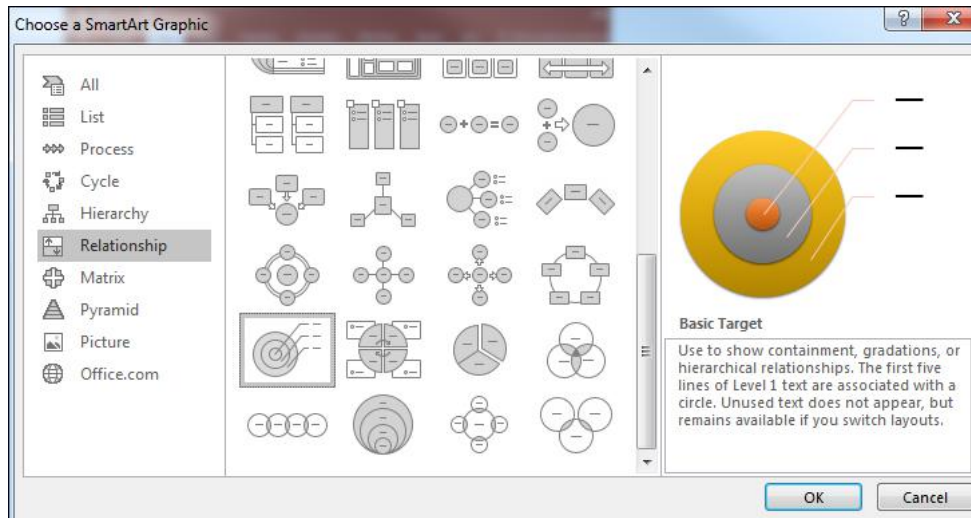 Choose a SmartArt Graphic
All
List
Process
Cycle
Hierarchy
Relationship
Matrix
Pyramid
Picture
Office.com
Basic Target
Use to show containment, gradations, or
hierarchical relationships. The first five
lines of Level 1 text are associated with a
circle. Unused text does not appear, but
remains available if you switch layouts.
OK
Cancel